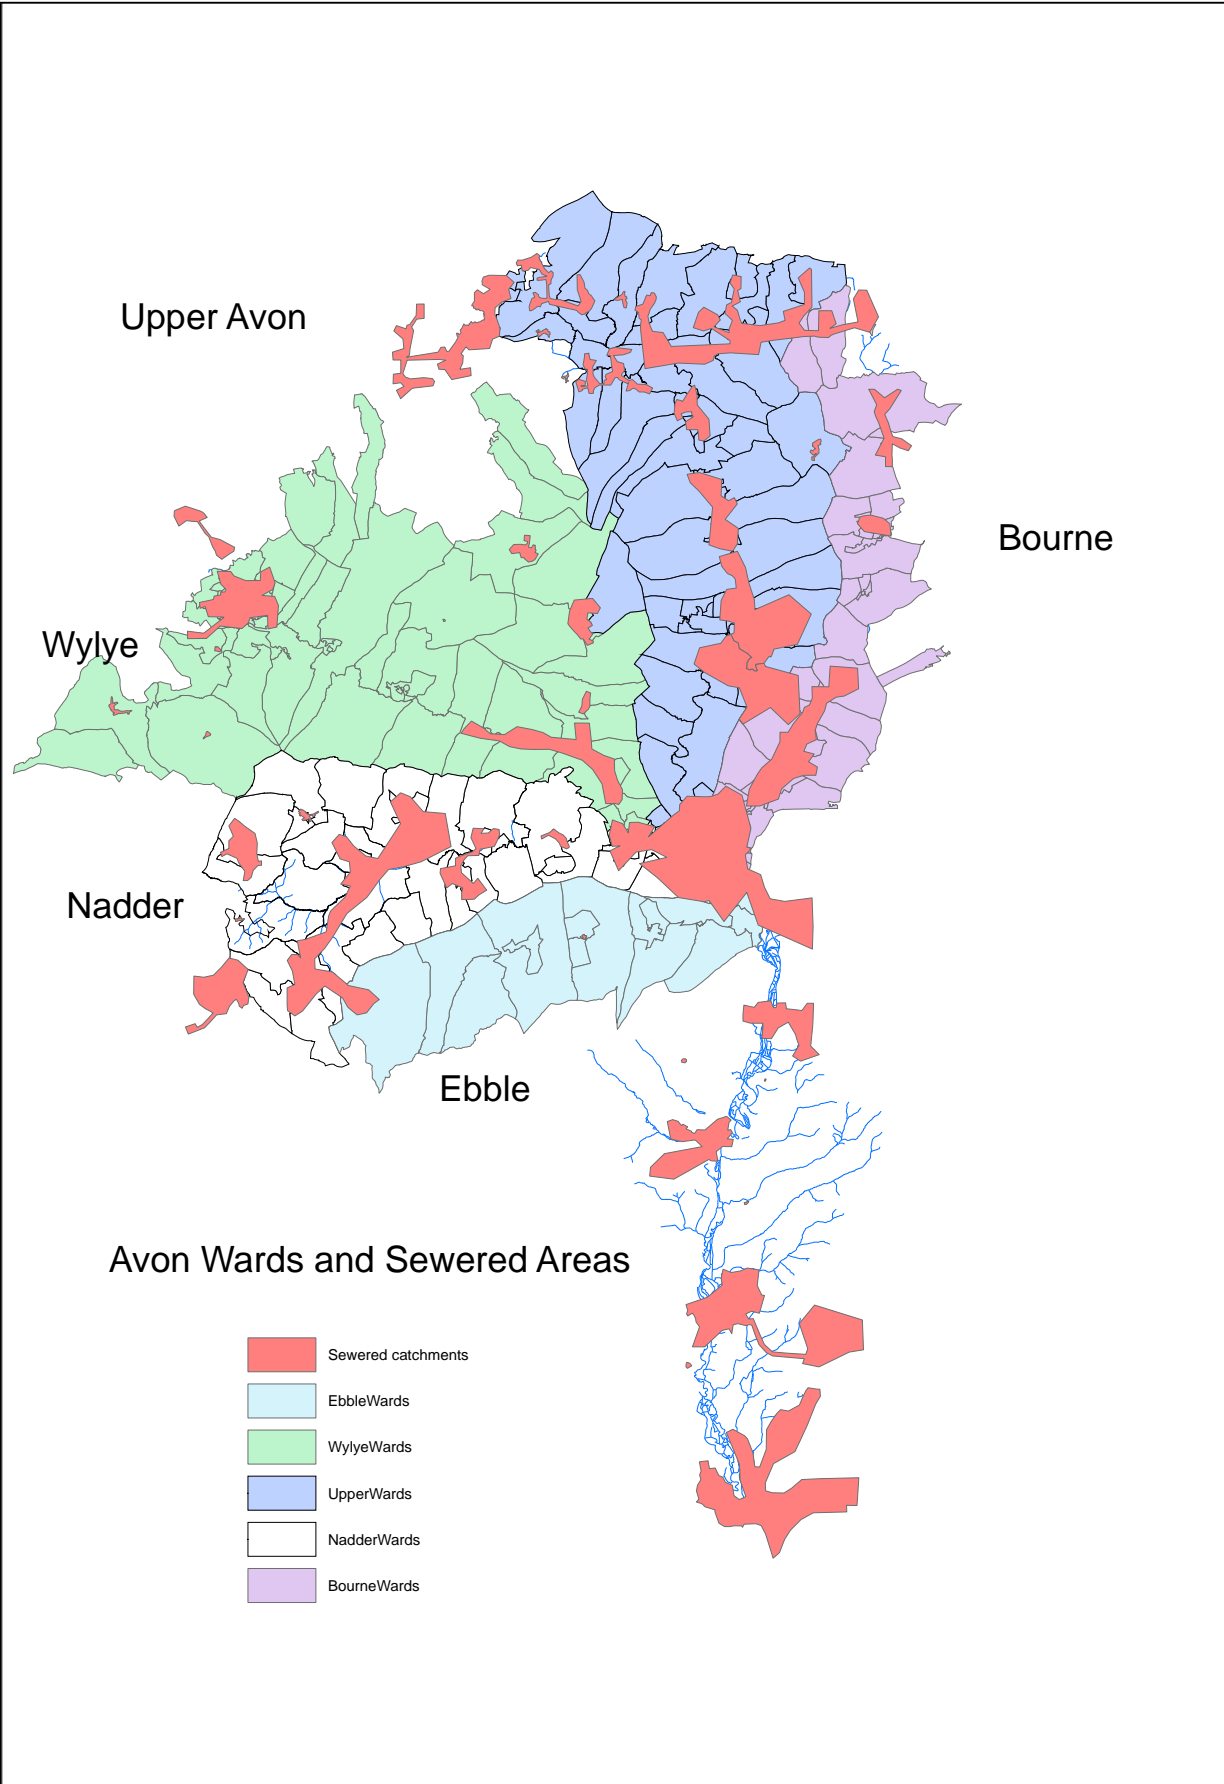 Upper Avon
Bourne
Wylye
Nadder
Ebble
Avon Wards and Sewered Areas
Sewered catchments
EbbleWards
WylyeWards
UpperWards
NadderWards
BourneWards